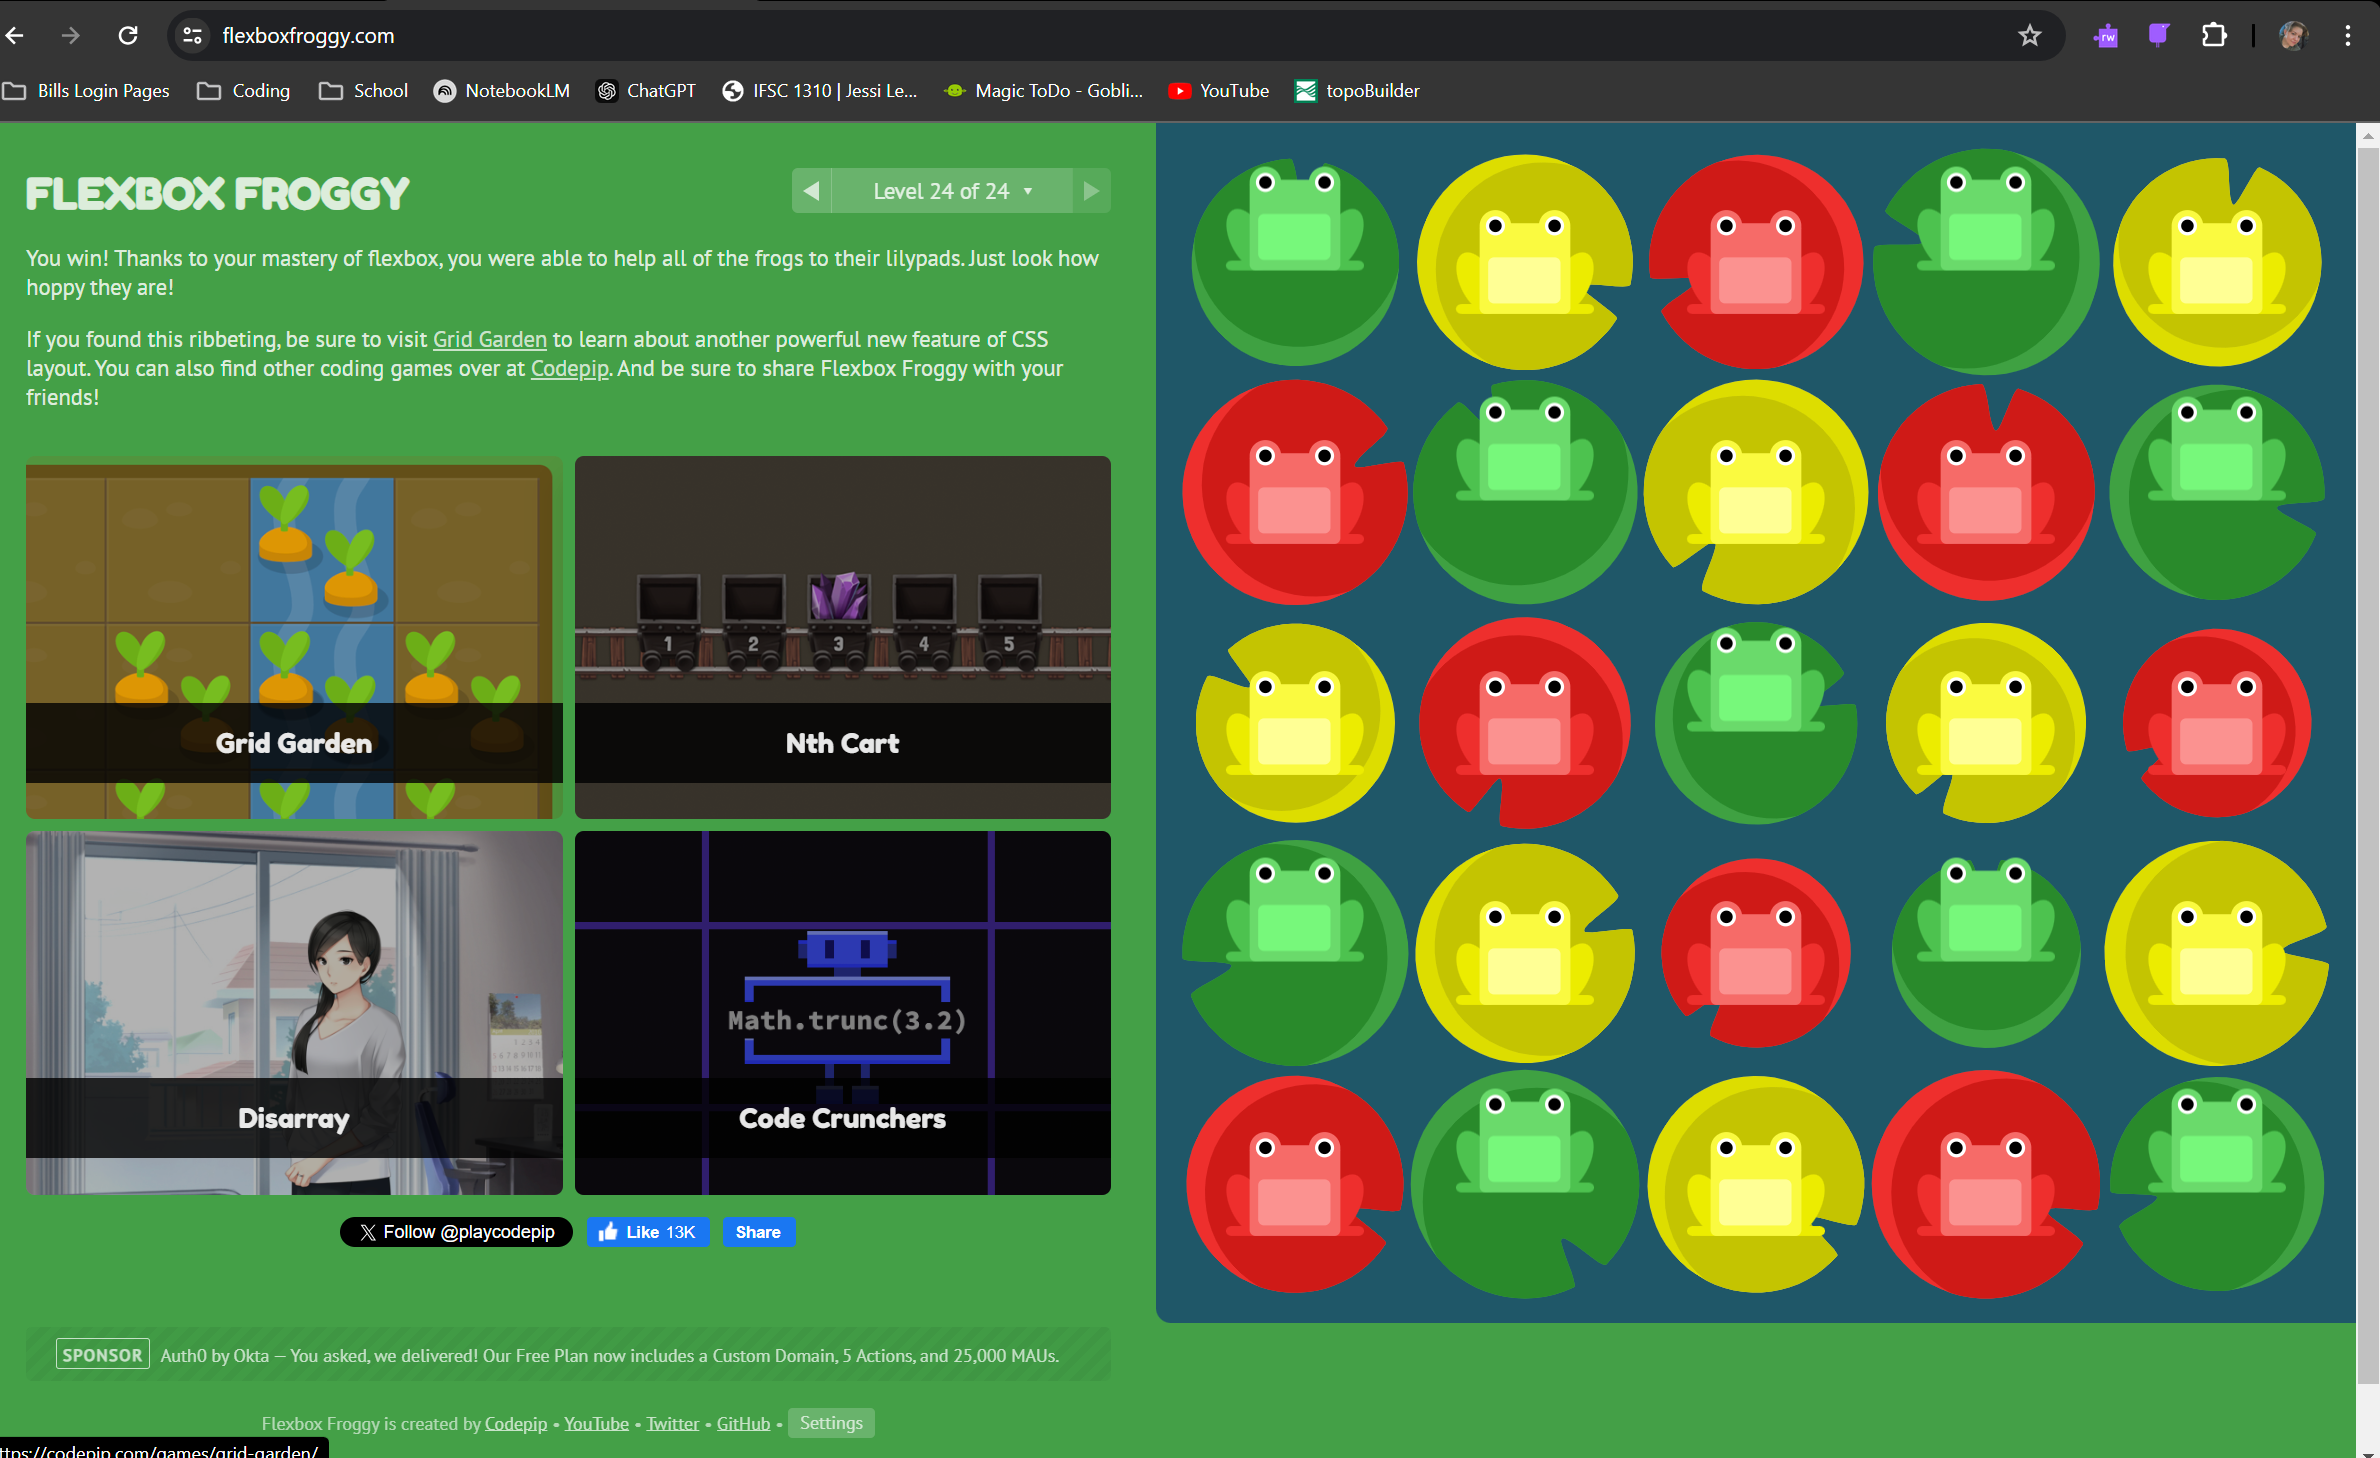 flexboxfroggy.com
Bills Login Pages Coding School NotebookLM ChatGPT IFSC 1310 | Jessi Le... Magic ToDo - Gobli... YouTube topoBuilder
FLEXBOX FROGGY
Level 24 of 24
You win! Thanks to your mastery of flexbox, you were able to help all of the frogs to their lilypads. Just look how
hoppy they are!
If you found this ribbeting, be sure to visit Grid Garden to learn about another powerful new feature of CSS
layout. You can also find other coding games over at Codepip. And be sure to share Flexbox Froggy with your
friends!
1 2 3 4 5
Grid Garden
Nth Cart
Math.trunc(3.2)
Disarray
Code Crunchers
Follow @playcodepip
Like 13K
Share
SPONSOR Auth0 by Okta — You asked, we delivered! Our Free Plan now includes a Custom Domain, 5 Actions, and 25,000 MAUs.
Flexbox Froggy is created by Codepip • YouTube • Twitter • GitHub • Settings
ttps://codepip.com/games/grid-garden/